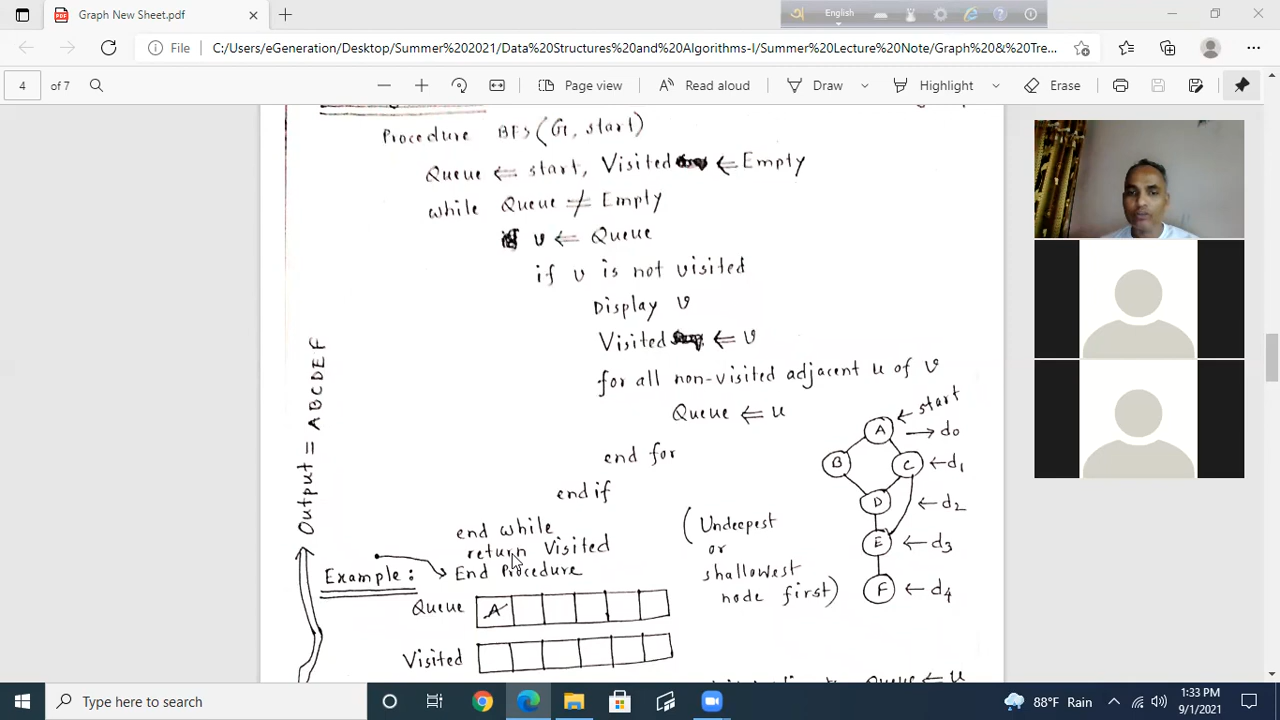 Graph New Sheet.pdf
English
File
C:/Users/eGeneration/Desktop/Summer%202021/Data%20Structures%20and%20Algorithms-I/Summer%20Lecture%20Note/Graph%20&%20Tre...
4 of 7
Page view
Read aloud
Draw
Highlight
Erase
Procedure BFS(G, start)
Queue ⇐ start, Visited ⇐ Empty
while Queue ≠ Empty
v ⇐ Queue
if v is not visited
Display v
Visited ⇐ v
for all non-visited adjacent u of v
Queue ⇐ u
end for
end if
end while
return Visited
End Procedure
Output = ABCDEF
A ← start
→ d0
B C ← d1
D ← d2
E ← d3
F ← d4
(Undeepest
or
shallowest
node first)
Example:
Queue A
Visited
Queue ⇐ u
Type here to search
88°F Rain
1:33 PM
9/1/2021